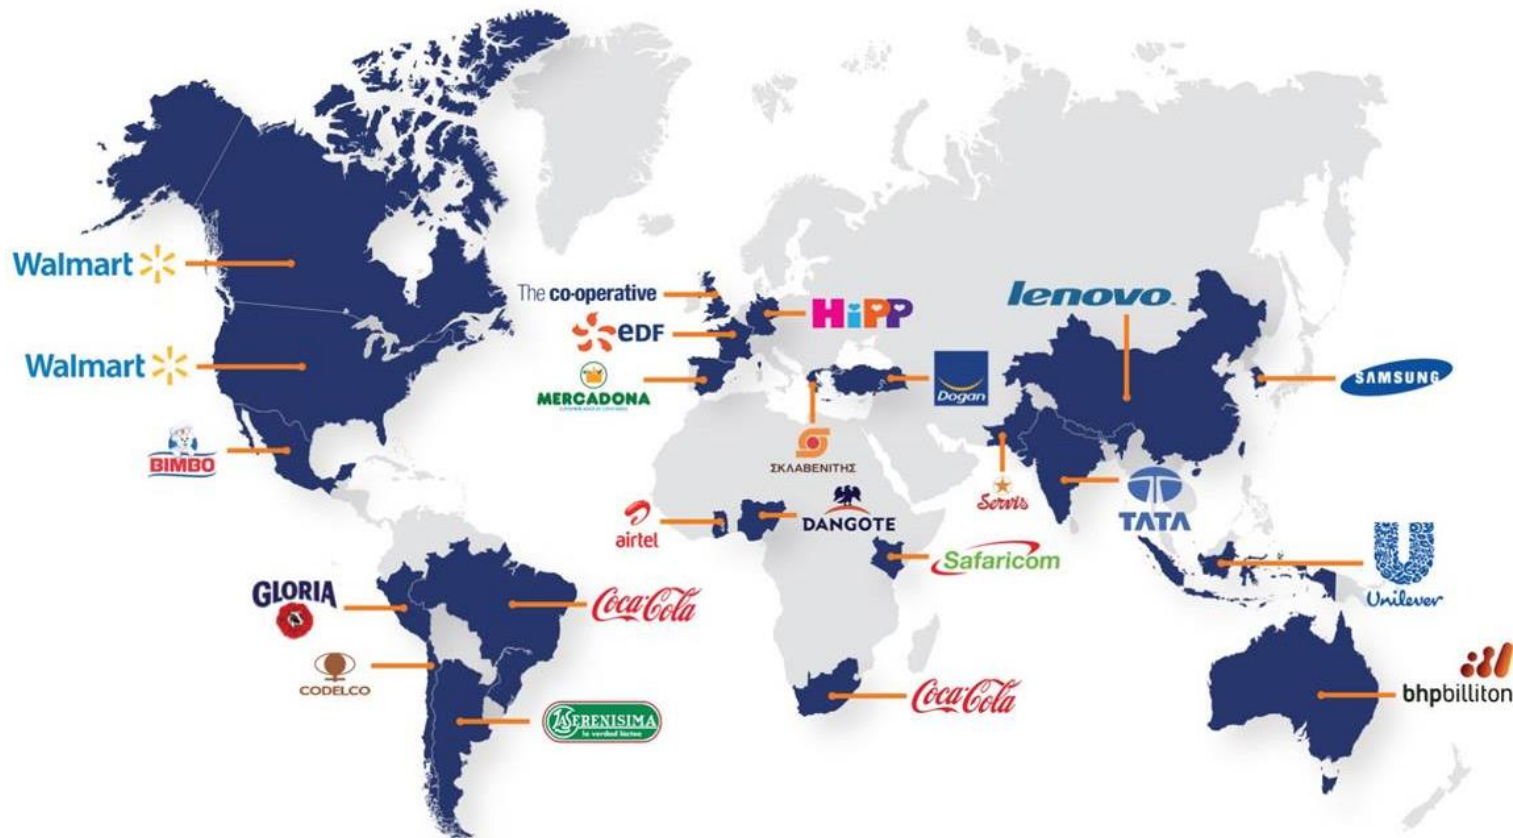 Walmart
Walmart
BIMBO
GLORIA
CODELCO
Coca-Cola
LA SERENISIMA
la verdad láctea
The co-operative
eDF
MERCADONA
HiPP
Dogan
ΣΚΛΑΒΕΝΙΤΗΣ
airtel
DANGOTE
Safaricom
Coca-Cola
lenovo
SAMSUNG
Servis
TATA
Unilever
bhpbilliton